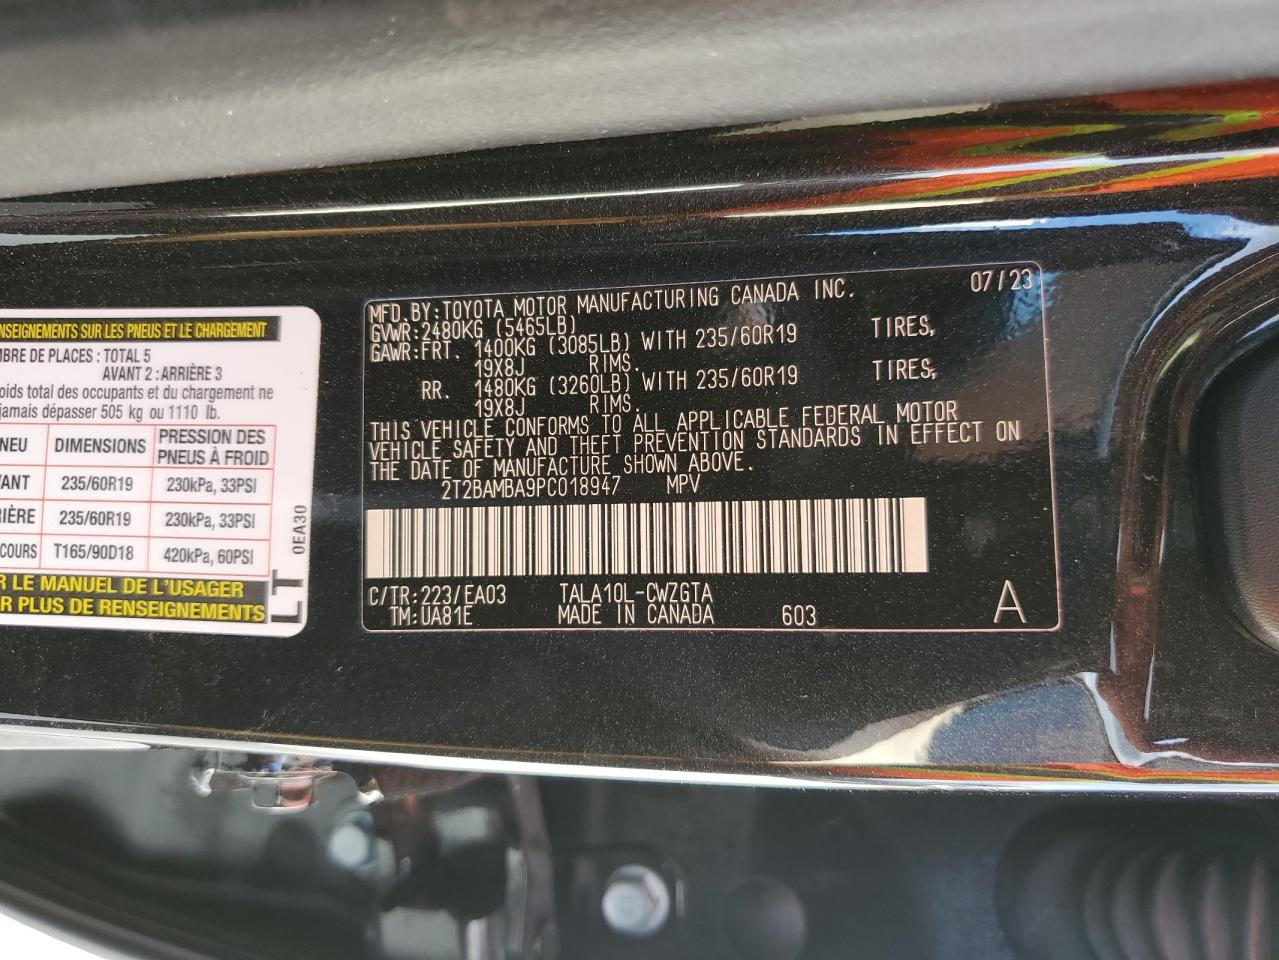 NSEIGNEMENTS SUR LES PNEUS ET LE CHARGEMENT
MBRE DE PLACES : TOTAL 5
AVANT 2 : ARRIÈRE 3
oids total des occupants et du chargement ne
jamais dépasser 505 kg ou 1110 lb.
NEU DIMENSIONS PRESSION DES PNEUS À FROID
VANT 235/60R19 230kPa, 33PSI
RIÈRE 235/60R19 230kPa, 33PSI
COURS T165/90D18 420kPa, 60PSI
R LE MANUEL DE L'USAGER
R PLUS DE RENSEIGNEMENTS
LT 0EA30
MFD. BY: TOYOTA MOTOR MANUFACTURING CANADA INC. 07/23
GVWR: 2480KG (5465LB)
GAWR: FRT. 1400KG (3085LB) WITH 235/60R19 TIRES,
19X8J RIMS.
RR. 1480KG (3260LB) WITH 235/60R19 TIRES,
19X8J RIMS.
THIS VEHICLE CONFORMS TO ALL APPLICABLE FEDERAL MOTOR
VEHICLE SAFETY AND THEFT PREVENTION STANDARDS IN EFFECT ON
THE DATE OF MANUFACTURE SHOWN ABOVE.
2T2BAMBA9PC018947 MPV
C/TR: 223/EA03 TALA10L-CWZGTA
TM: UA81E MADE IN CANADA 603 A